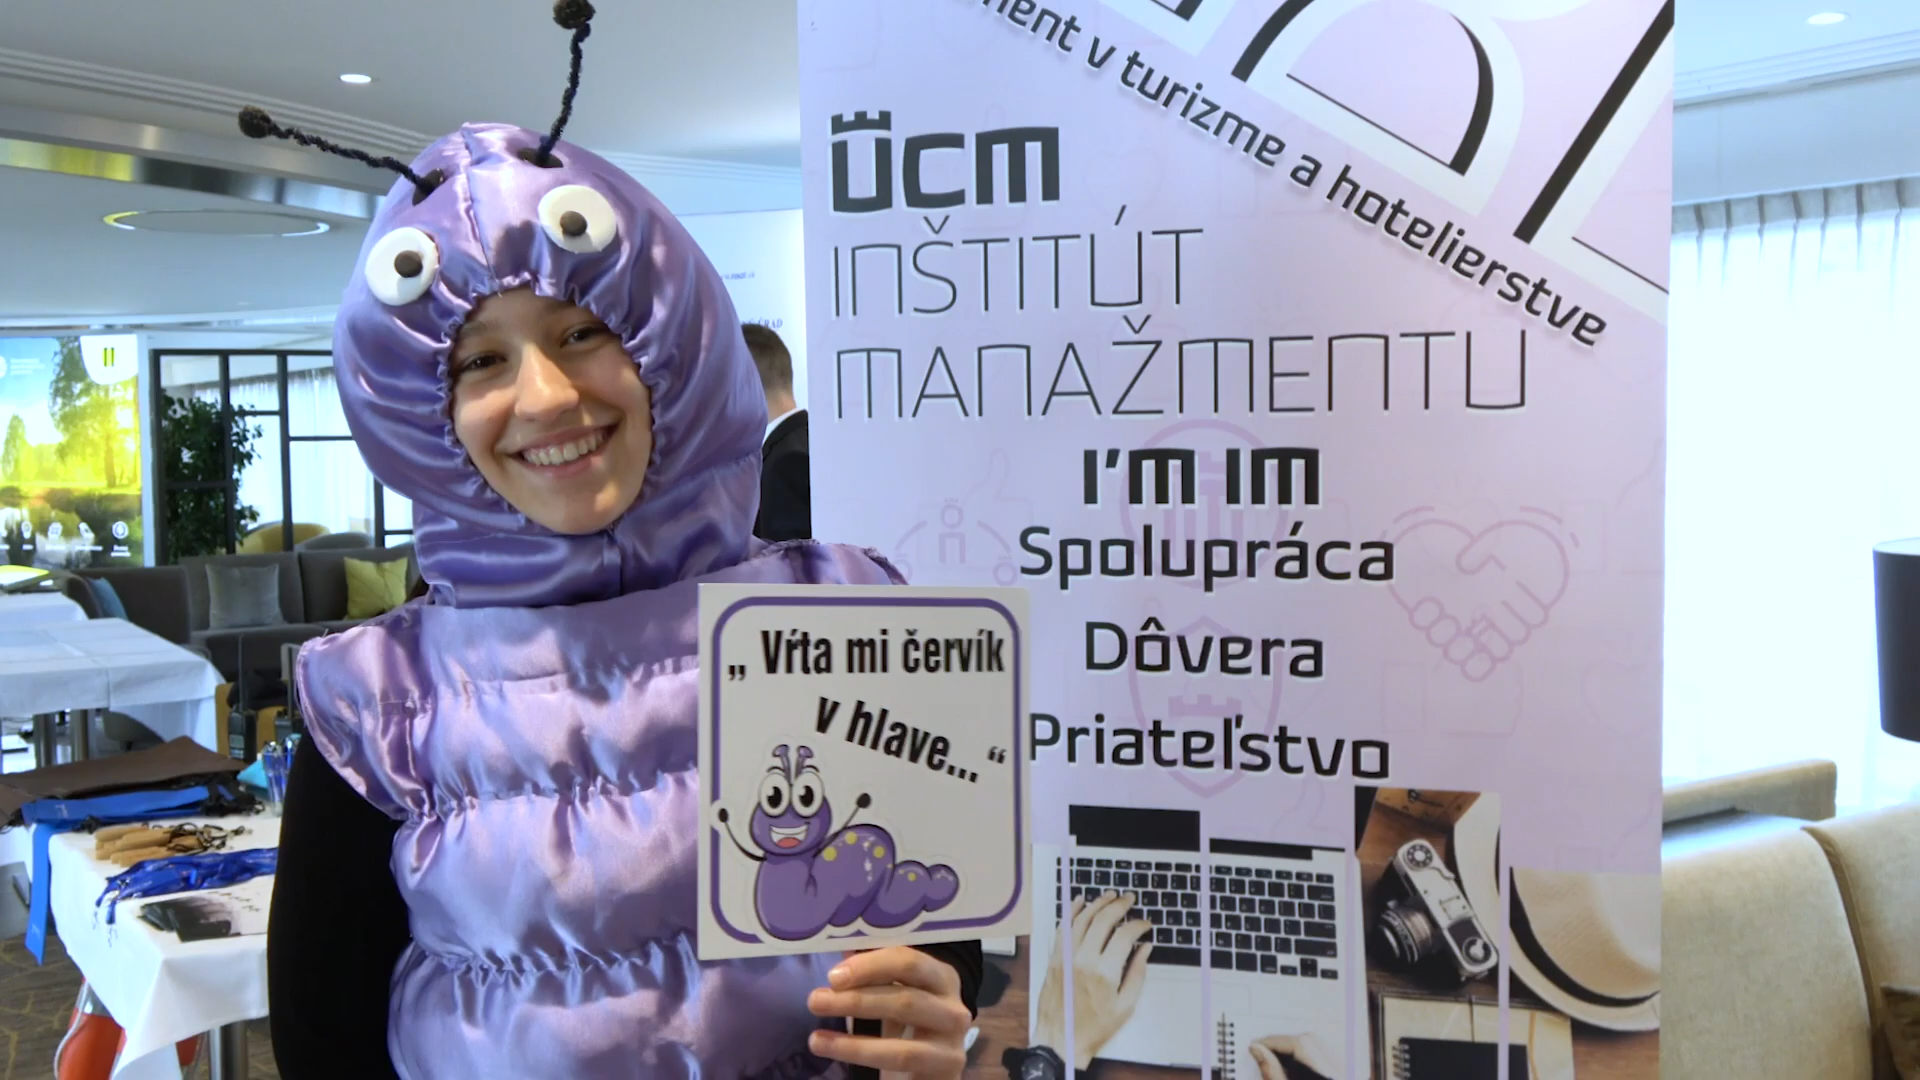 ment v turizme a hotelierstve
ÚCM
INŠTITÚT
MANAŽMENTU
I'M IM
Spolupráca
Dôvera
Priateľstvo
„ Vŕta mi červík
v hlave... “